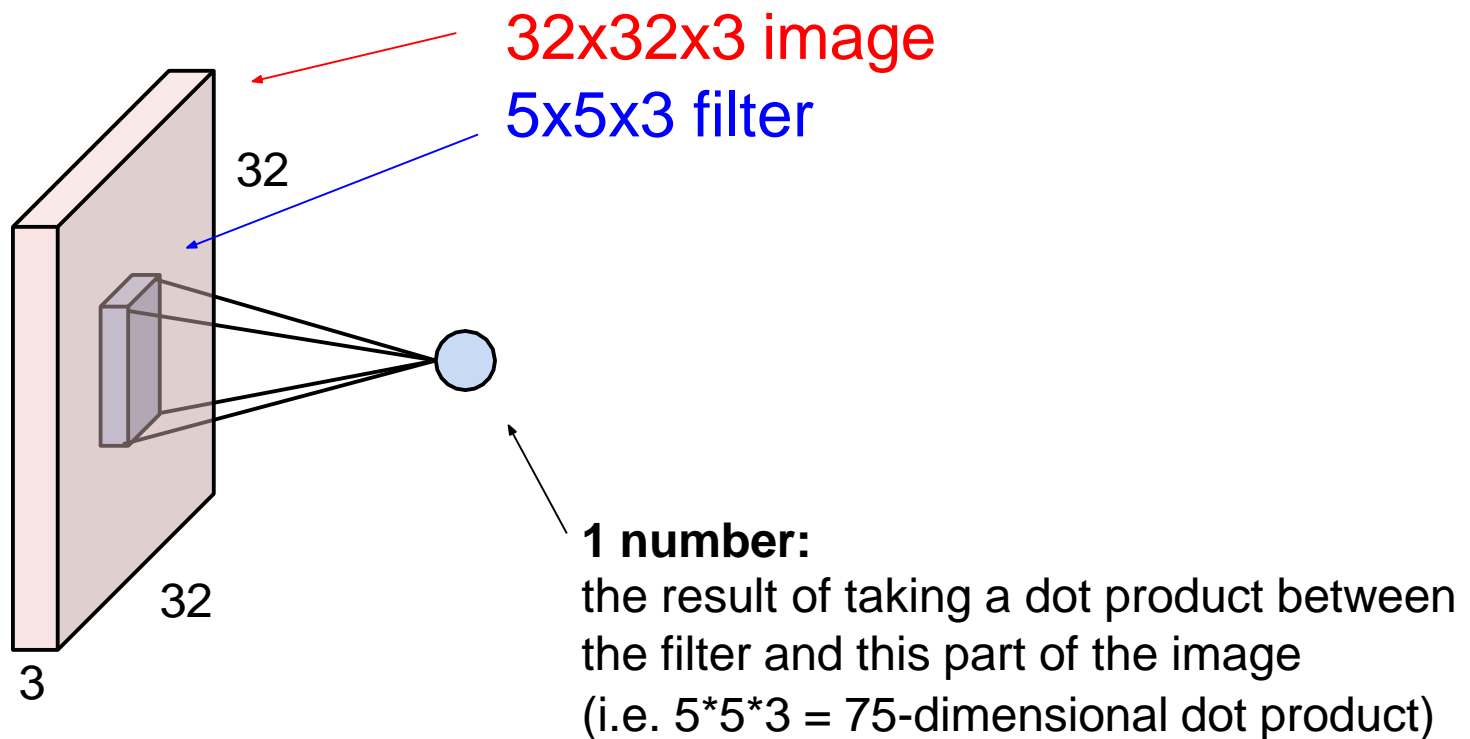 32x32x3 image
5x5x3 filter
32
32
3
1 number:
the result of taking a dot product between
the filter and this part of the image
(i.e. 5*5*3 = 75-dimensional dot product)